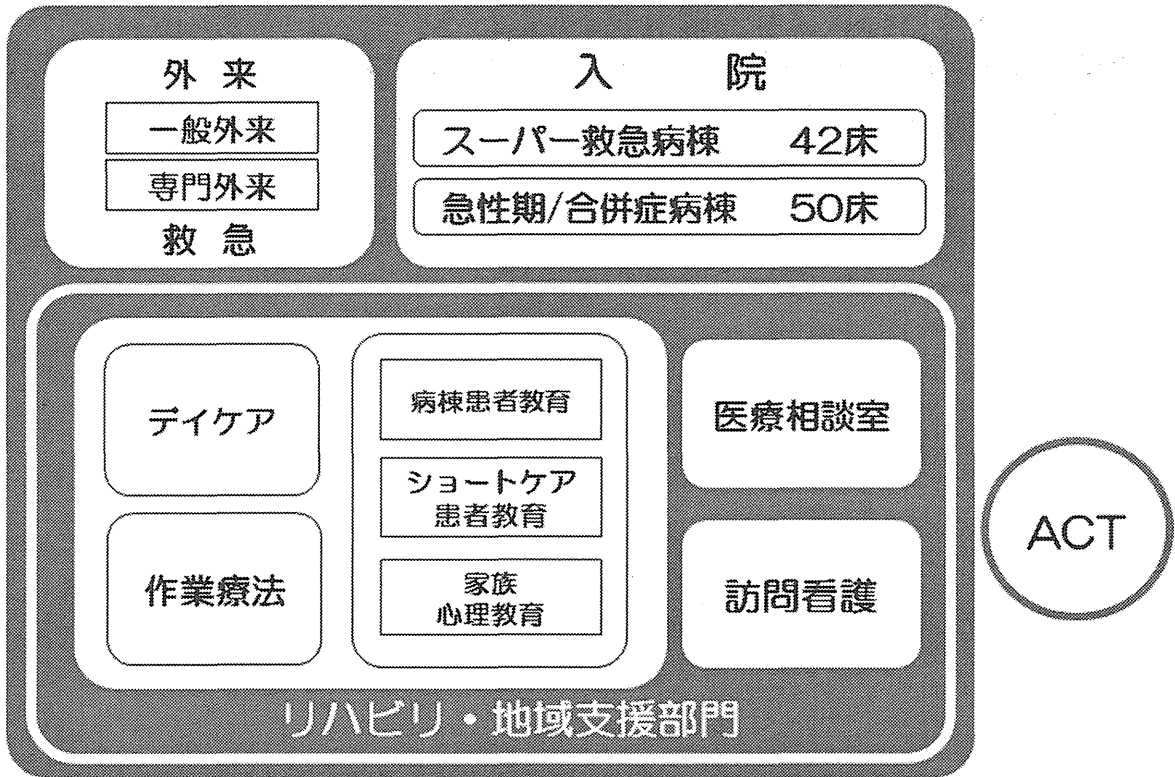 外 来
一般外来
専門外来
救 急
入 院
スーパー救急病棟 42床
急性期/合併症病棟 50床
デイケア
作業療法
病棟患者教育
ショートケア
患者教育
家族
心理教育
医療相談室
訪問看護
リハビリ・地域支援部門
ACT